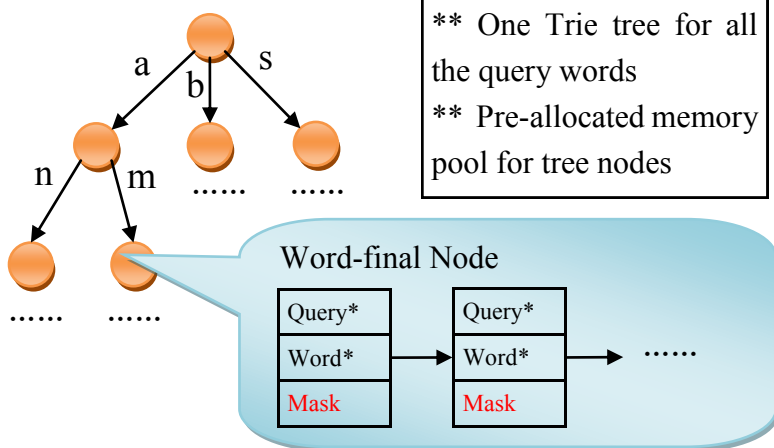 ** One Trie tree for all
the query words
** Pre-allocated memory
pool for tree nodes
a
b
s
n
m
......
......
......
......
Word-final Node
Query*
Word*
Mask
Query*
Word*
Mask
......